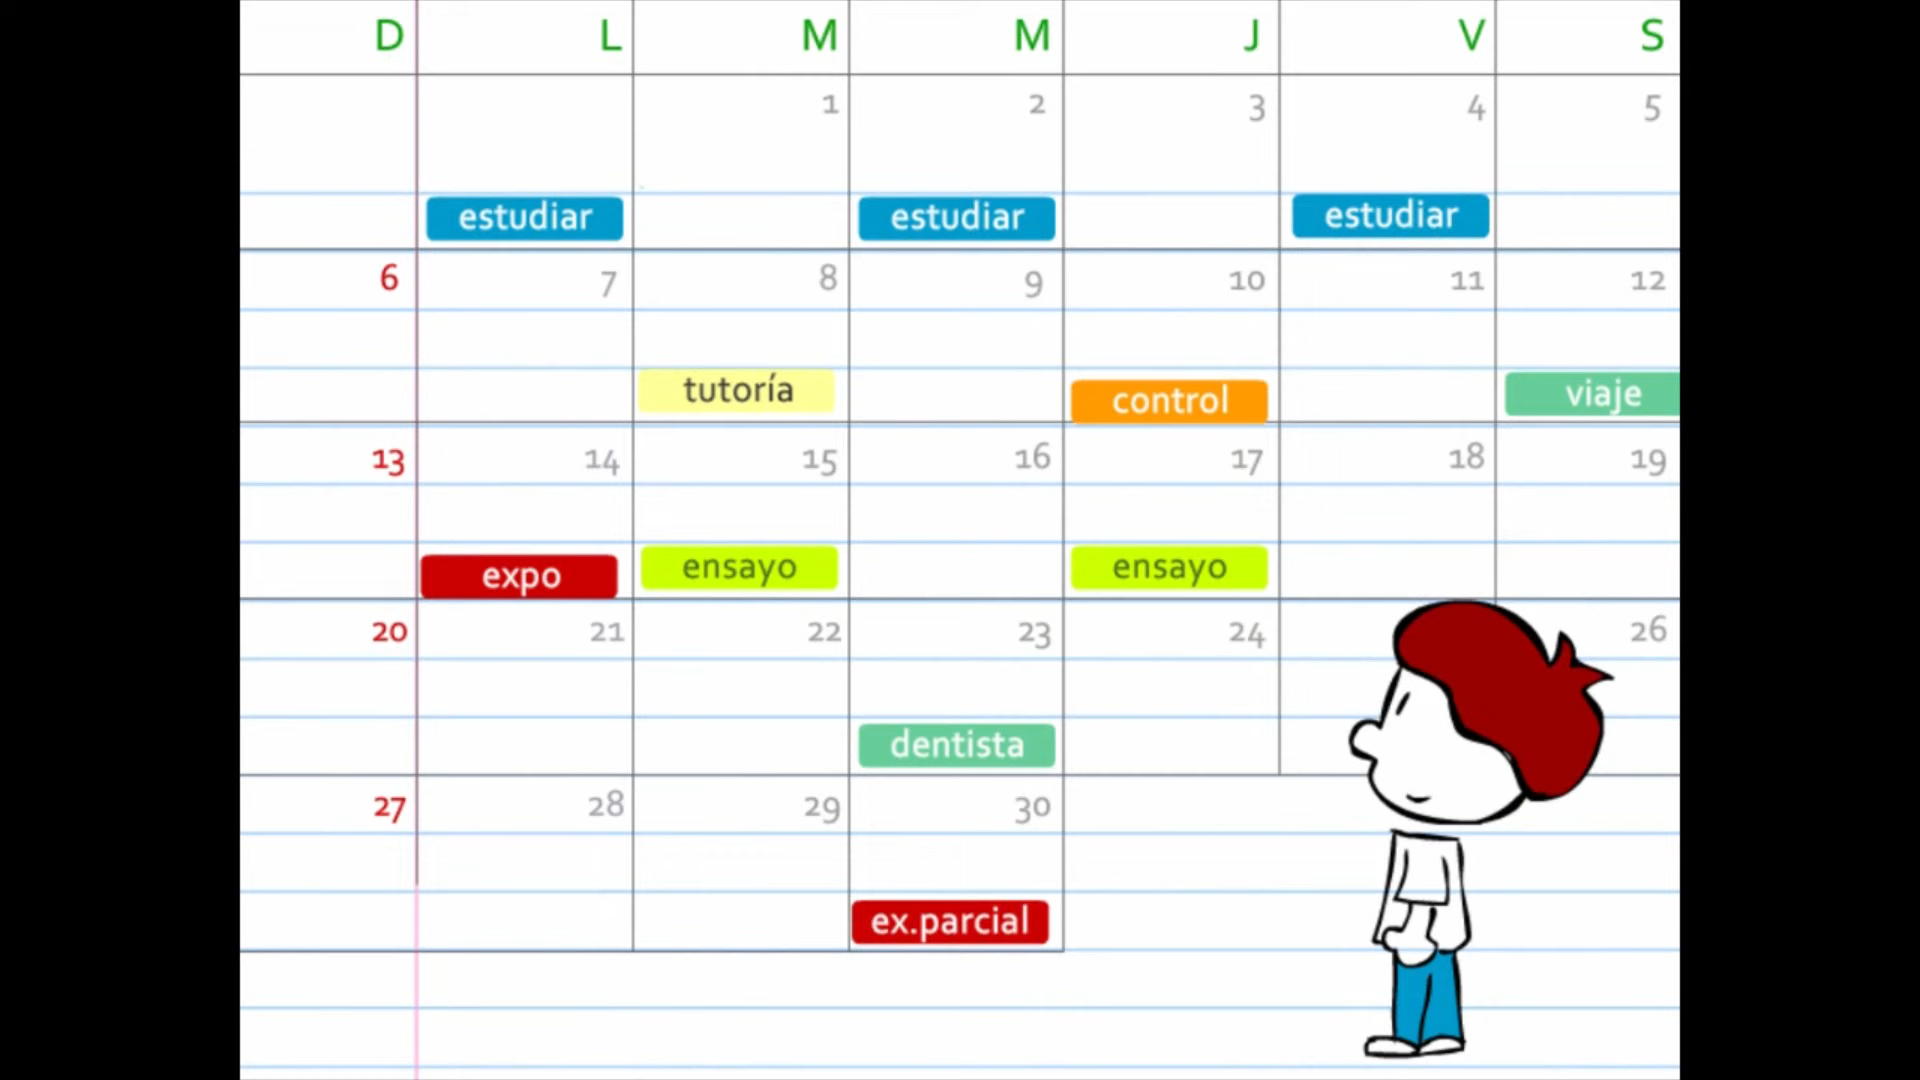 D L M M J V S
1 2 3 4 5
estudiar estudiar estudiar
6 7 8 9 10 11 12
tutoría control viaje
13 14 15 16 17 18 19
expo ensayo ensayo
20 21 22 23 24 26
dentista
27 28 29 30
ex.parcial